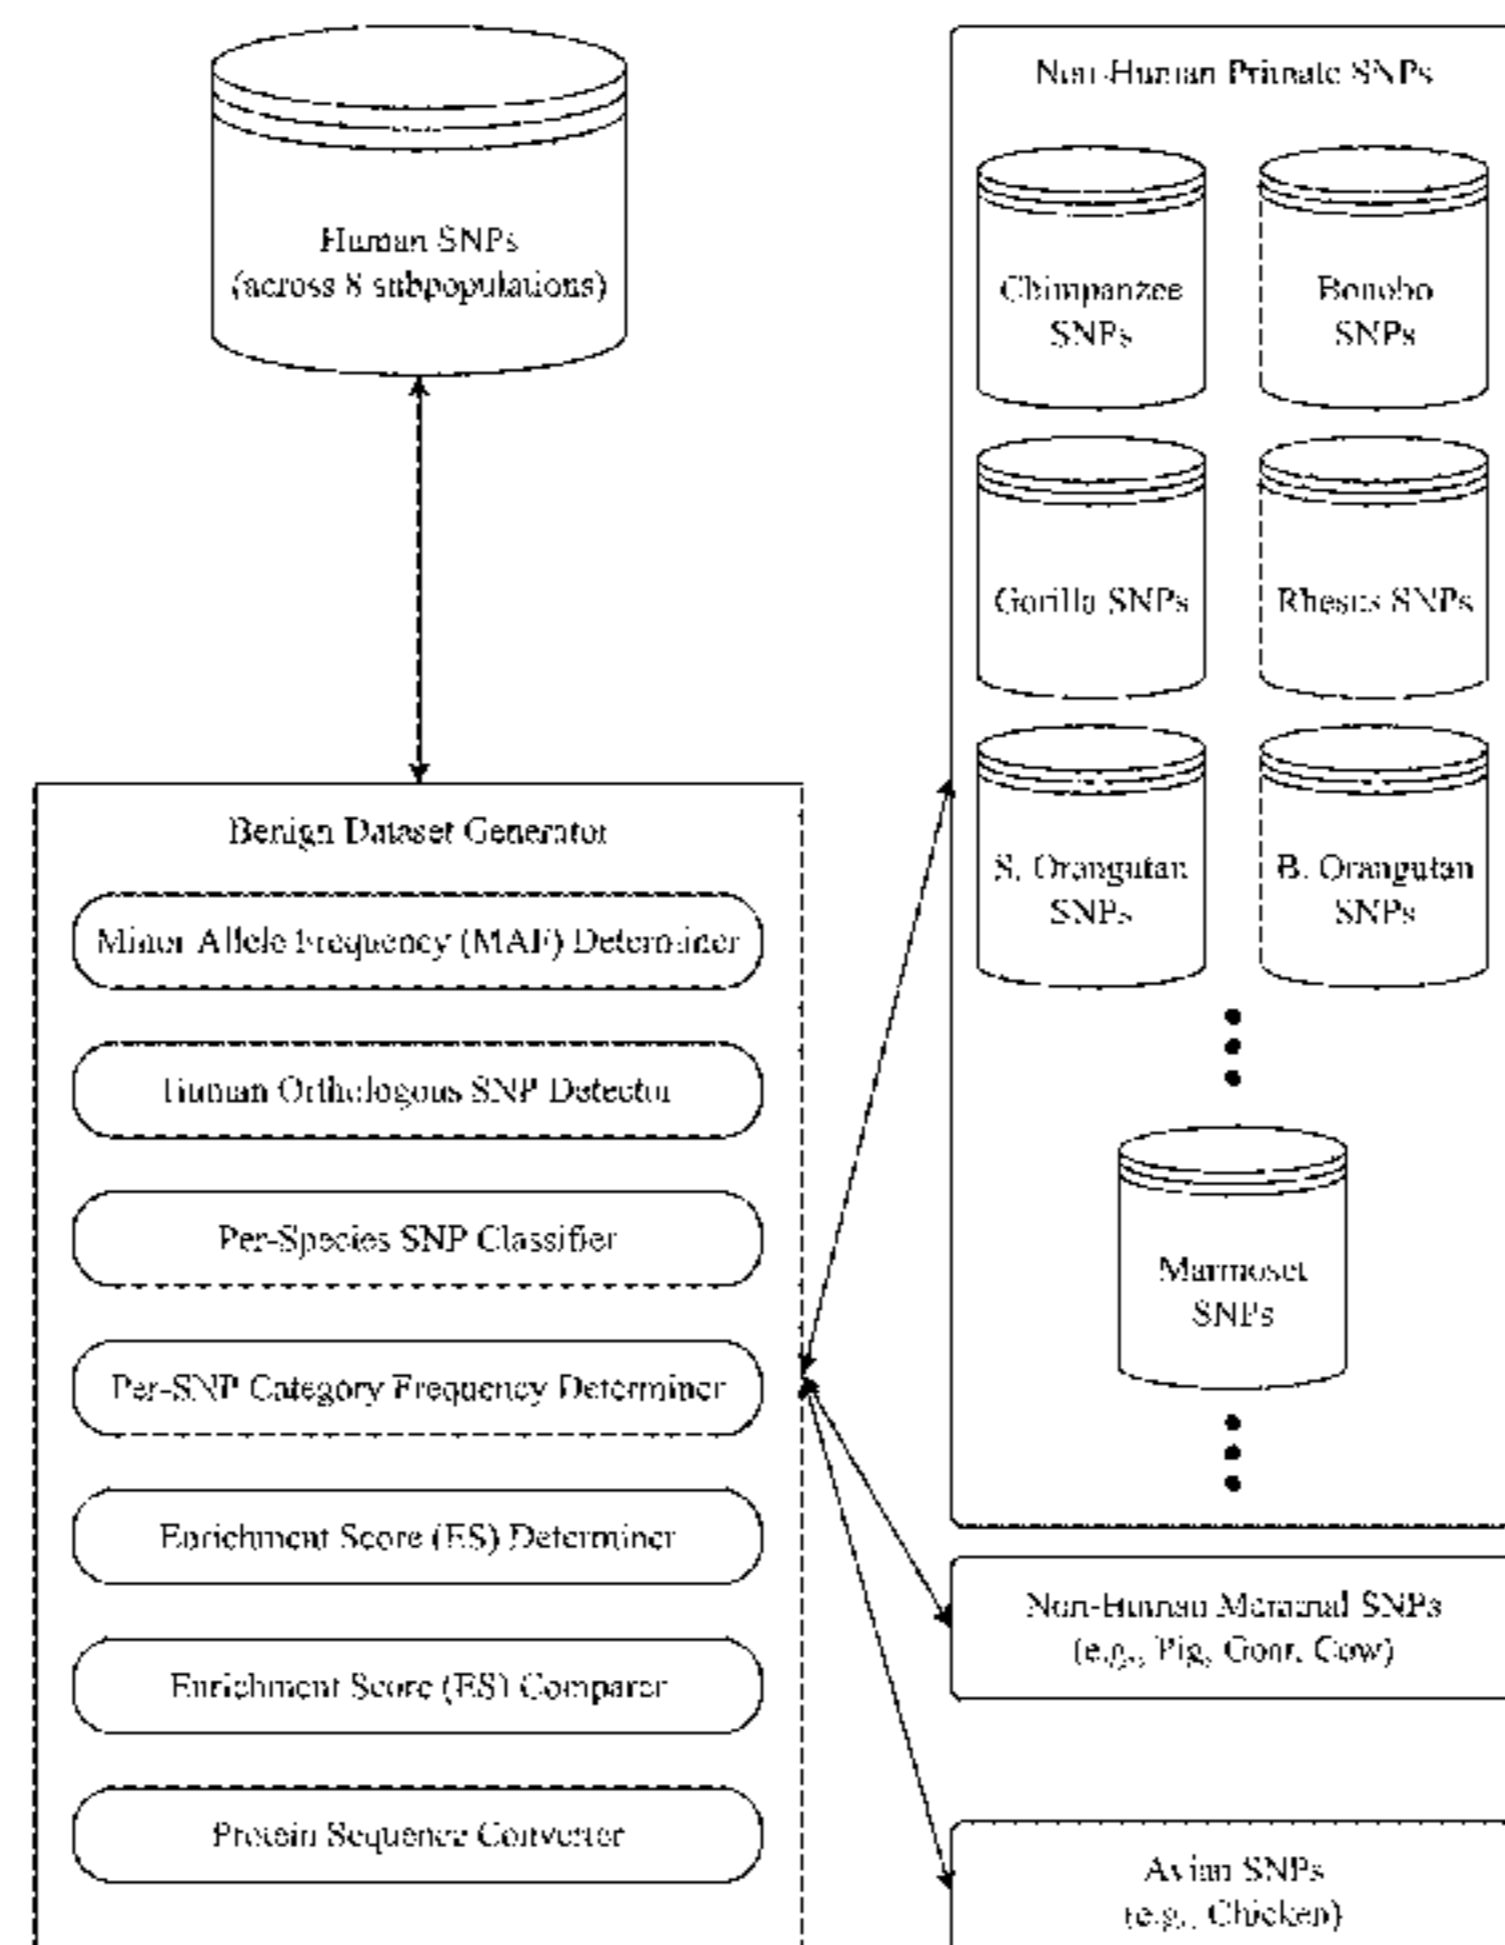 Human SNPs
(across 8 subpopulations)
Benign Dataset Generator
Minor Allele Frequency (MAF) Determiner
Human Orthologous SNP Detector
Per-Species SNP Classifier
Per-SNP Category Frequency Determiner
Enrichment Score (ES) Determiner
Enrichment Score (ES) Comparer
Protein Sequence Converter
Non-Human Primate SNPs
Chimpanzee
SNPs
Bonobo
SNPs
Gorilla SNPs
Rhesus SNPs
S. Orangutan
SNPs
B. Orangutan
SNPs
Marmoset
SNPs
Non-Human Mammal SNPs
(e.g., Pig, Goat, Cow)
Avian SNPs
(e.g., Chicken)